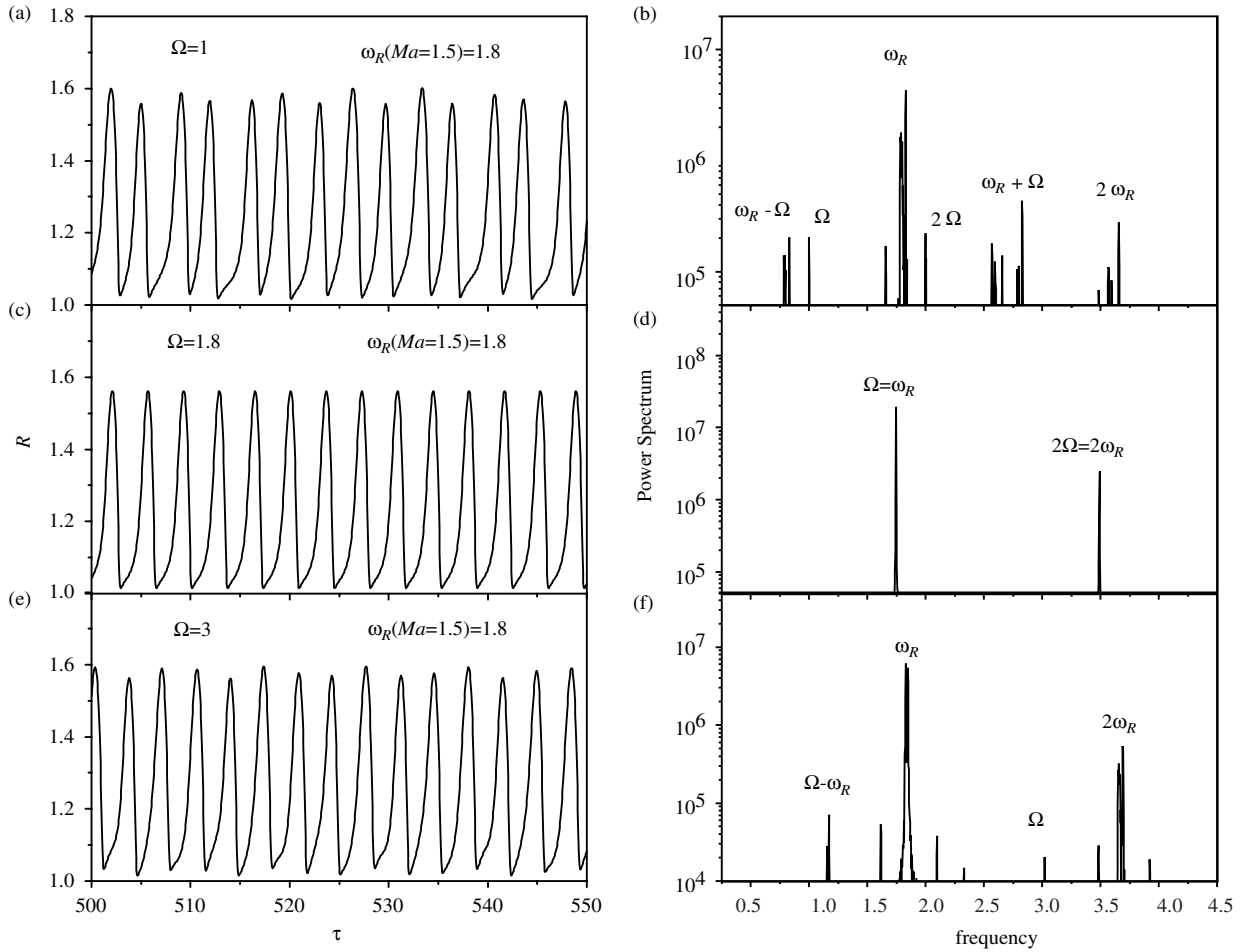 (a)
1.8
1.6
1.4
1.2
1.0
Ω=1
ω_R(Ma=1.5)=1.8
(b)
10^7
10^6
10^5
ω_R
ω_R - Ω
Ω
2 Ω
ω_R + Ω
2 ω_R
(c)
1.8
1.6
1.4
1.2
1.0
R
Ω=1.8
ω_R(Ma=1.5)=1.8
(d)
10^8
10^7
10^6
10^5
Power Spectrum
Ω=ω_R
2Ω=2ω_R
(e)
1.6
1.4
1.2
1.0
Ω=3
ω_R(Ma=1.5)=1.8
500
510
520
530
540
550
τ
(f)
10^7
10^6
10^5
10^4
ω_R
Ω-ω_R
Ω
2ω_R
0.5
1.0
1.5
2.0
2.5
3.0
3.5
4.0
4.5
frequency